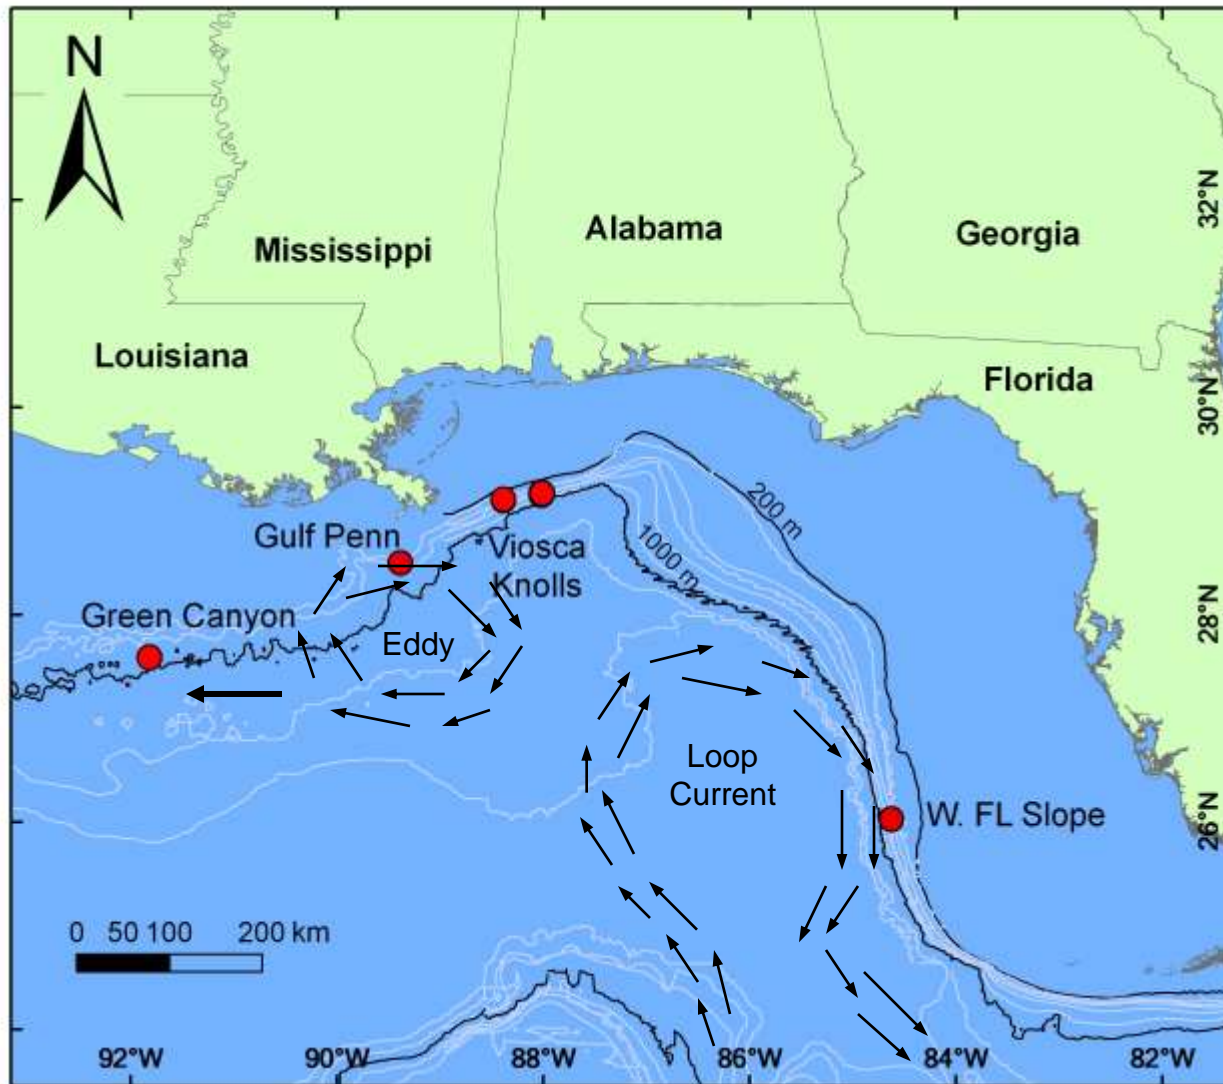 N
Mississippi
Alabama
Georgia
Louisiana
Florida
32°N
30°N
28°N
26°N
200 m
1000 m
Gulf Penn
Viosca
Knolls
Green Canyon
Eddy
Loop
Current
W. FL Slope
0 50 100 200 km
92°W 90°W 88°W 86°W 84°W 82°W